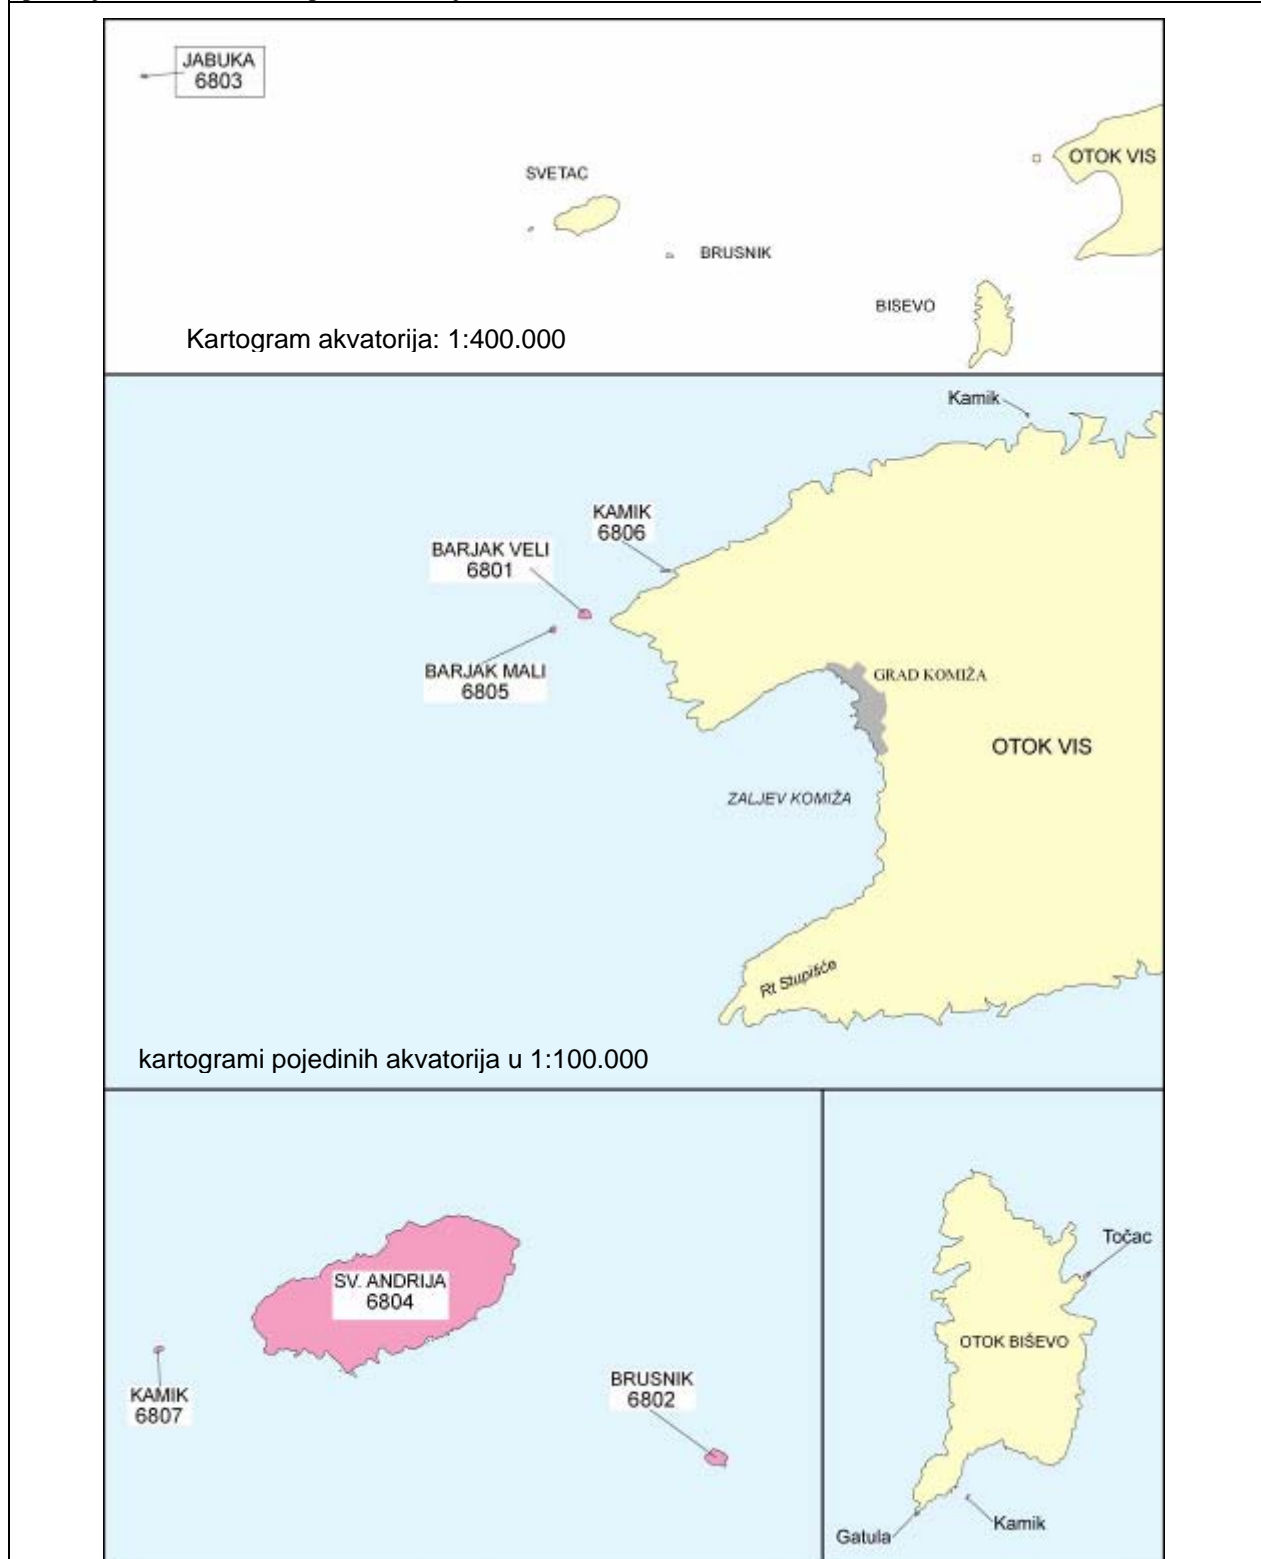 JABUKA
6803
OTOK VIS
SVETAC
BRUSNIK
BISEVO
Kartogram akvatorija: 1:400.000
Kamik
KAMIK
6806
BARJAK VELI
6801
BARJAK MALI
6805
GRAD KOMIŽA
OTOK VIS
ZALJEV KOMIŽA
Rt Stupišće
kartogrami pojedinih akvatorija u 1:100.000
SV. ANDRIJA
6804
KAMIK
6807
BRUSNIK
6802
Točac
OTOK BIŠEVO
Kamik
Gatula